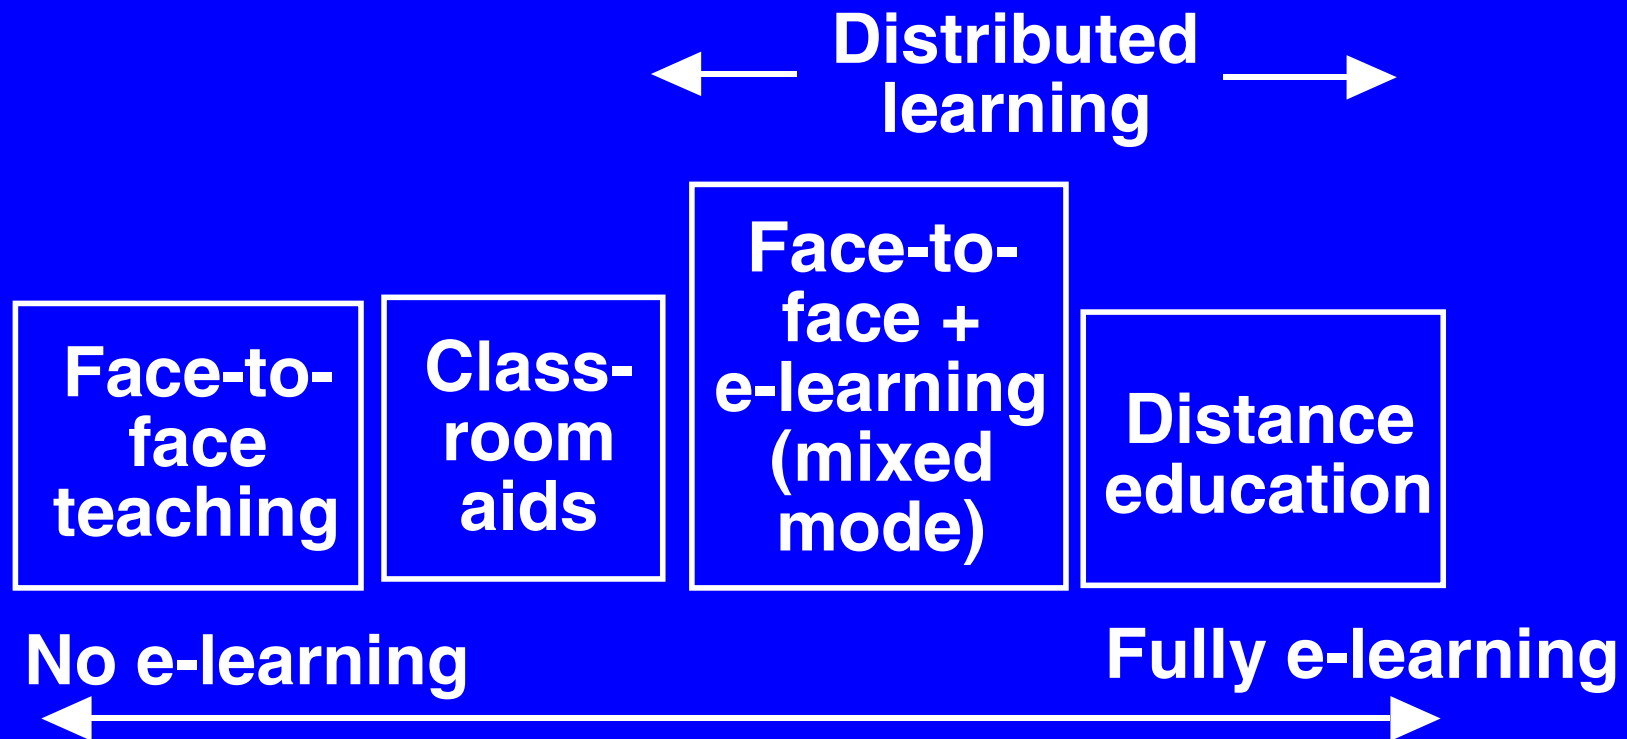 Distributed
learning
Face-to-
face
teaching
Class-
room
aids
Face-to-
face +
e-learning
(mixed
mode)
Distance
education
No e-learning
Fully e-learning